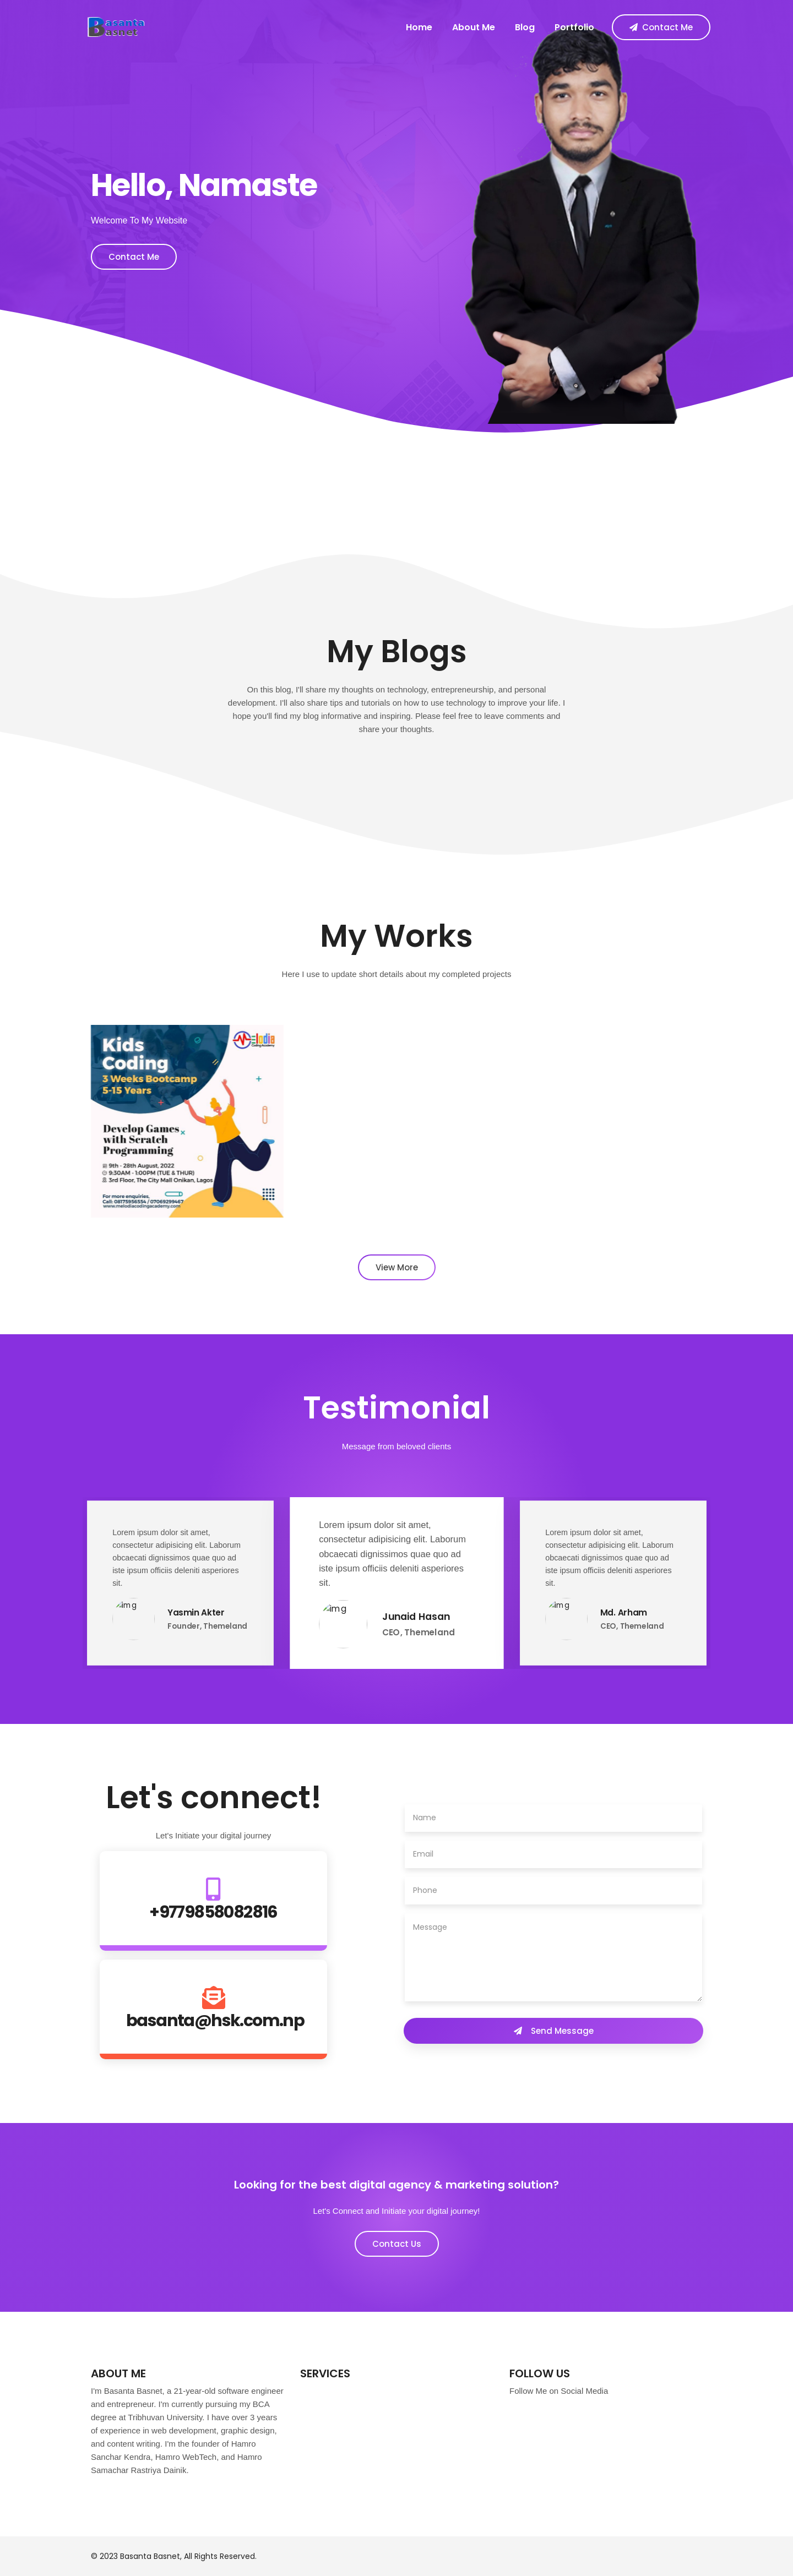 Basanta
Basnet
Home
About Me
Blog
Portfolio
Contact Me
Hello, Namaste
Welcome To My Website
Contact Me
My Blogs
On this blog, I'll share my thoughts on technology, entrepreneurship, and personal
development. I'll also share tips and tutorials on how to use technology to improve your life. I
hope you'll find my blog informative and inspiring. Please feel free to leave comments and
share your thoughts.
My Works
Here I use to update short details about my completed projects
Kids
Coding
3 Weeks Bootcamp
5-15 Years
Develop Games
with Scratch
Programming
9th - 28th August, 2022
9:30AM - 1:00PM (TUE & THUR)
3rd Floor, The City Mall Onikan, Lagos
For more enquiries,
www.melodiacodingacademy.com
View More
Testimonial
Message from beloved clients
Lorem ipsum dolor sit amet,
consectetur adipisicing elit. Laborum
obcaecati dignissimos quae quo ad
iste ipsum officiis deleniti asperiores
sit.
img
Yasmin Akter
Founder, Themeland
Lorem ipsum dolor sit amet,
consectetur adipisicing elit. Laborum
obcaecati dignissimos quae quo ad
iste ipsum officiis deleniti asperiores
sit.
img
Junaid Hasan
CEO, Themeland
Lorem ipsum dolor sit amet,
consectetur adipisicing elit. Laborum
obcaecati dignissimos quae quo ad
iste ipsum officiis deleniti asperiores
sit.
img
Md. Arham
CEO, Themeland
Let's connect!
Let's Initiate your digital journey
+9779858082816
basanta@hsk.com.np
Name
Email
Phone
Message
Send Message
Looking for the best digital agency & marketing solution?
Let's Connect and Initiate your digital journey!
Contact Us
ABOUT ME
I'm Basanta Basnet, a 21-year-old software engineer
and entrepreneur. I'm currently pursuing my BCA
degree at Tribhuvan University. I have over 3 years
of experience in web development, graphic design,
and content writing. I'm the founder of Hamro
Sanchar Kendra, Hamro WebTech, and Hamro
Samachar Rastriya Dainik.
SERVICES
FOLLOW US
Follow Me on Social Media
© 2023 Basanta Basnet, All Rights Reserved.